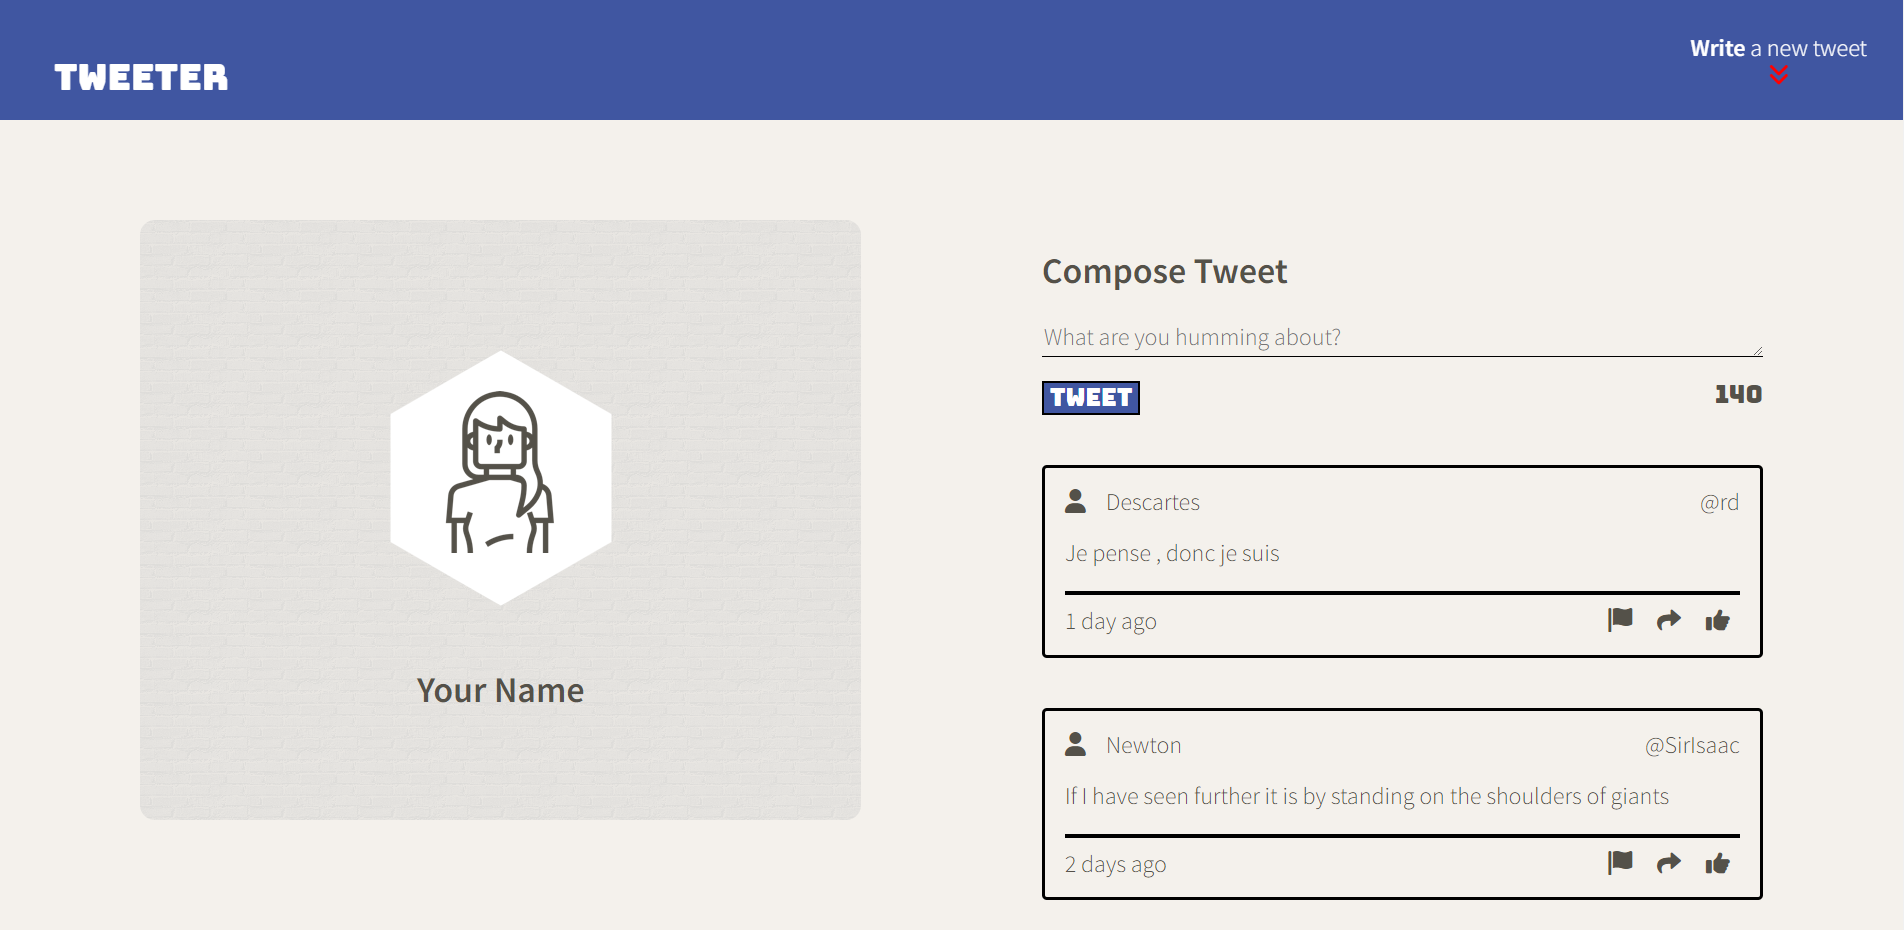 TWEETER
Write a new tweet
Your Name
Compose Tweet
What are you humming about?
TWEET
140
Descartes
@rd
Je pense , donc je suis
1 day ago
Newton
@SirIsaac
If I have seen further it is by standing on the shoulders of giants
2 days ago